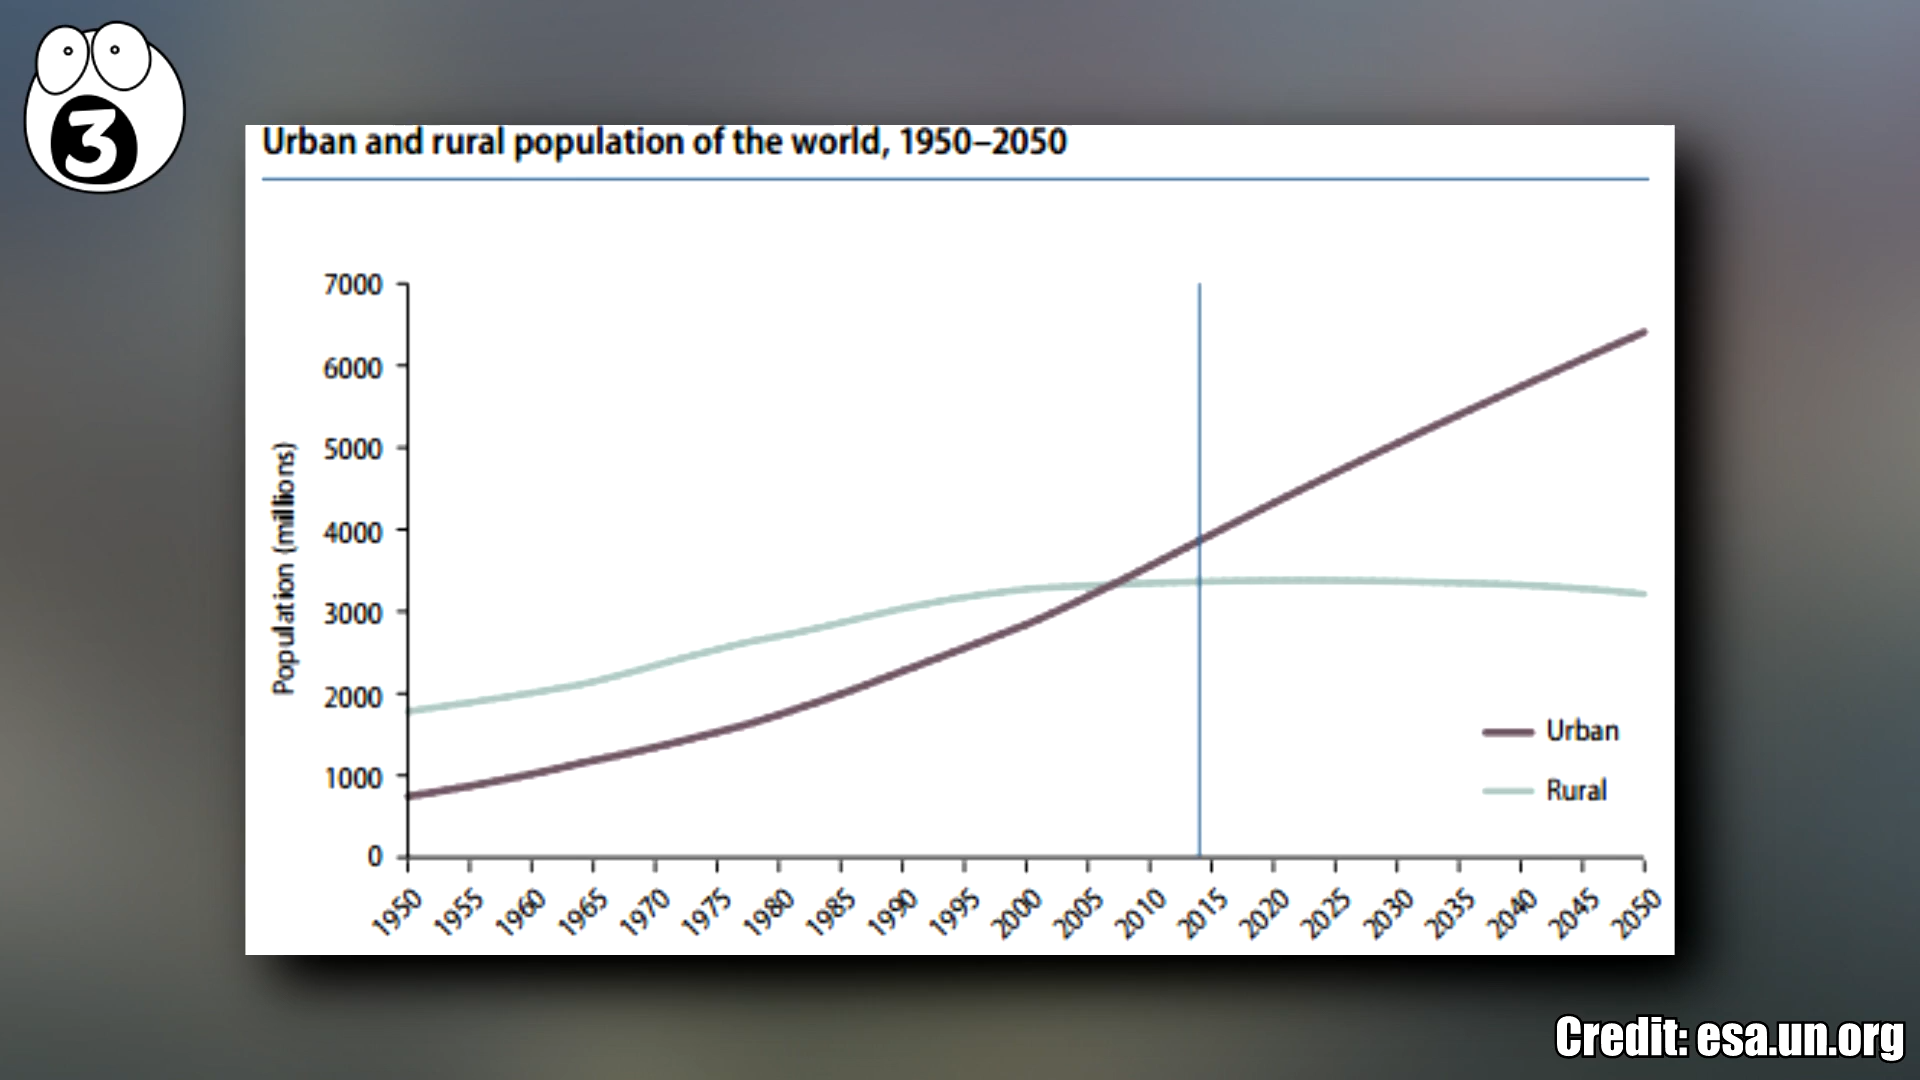 3
Urban and rural population of the world, 1950–2050
7000
6000
5000
4000
3000
2000
1000
0
Population (millions)
Urban
Rural
1950 1955 1960 1965 1970 1975 1980 1985 1990 1995 2000 2005 2010 2015 2020 2025 2030 2035 2040 2045 2050
Credit: esa.un.org